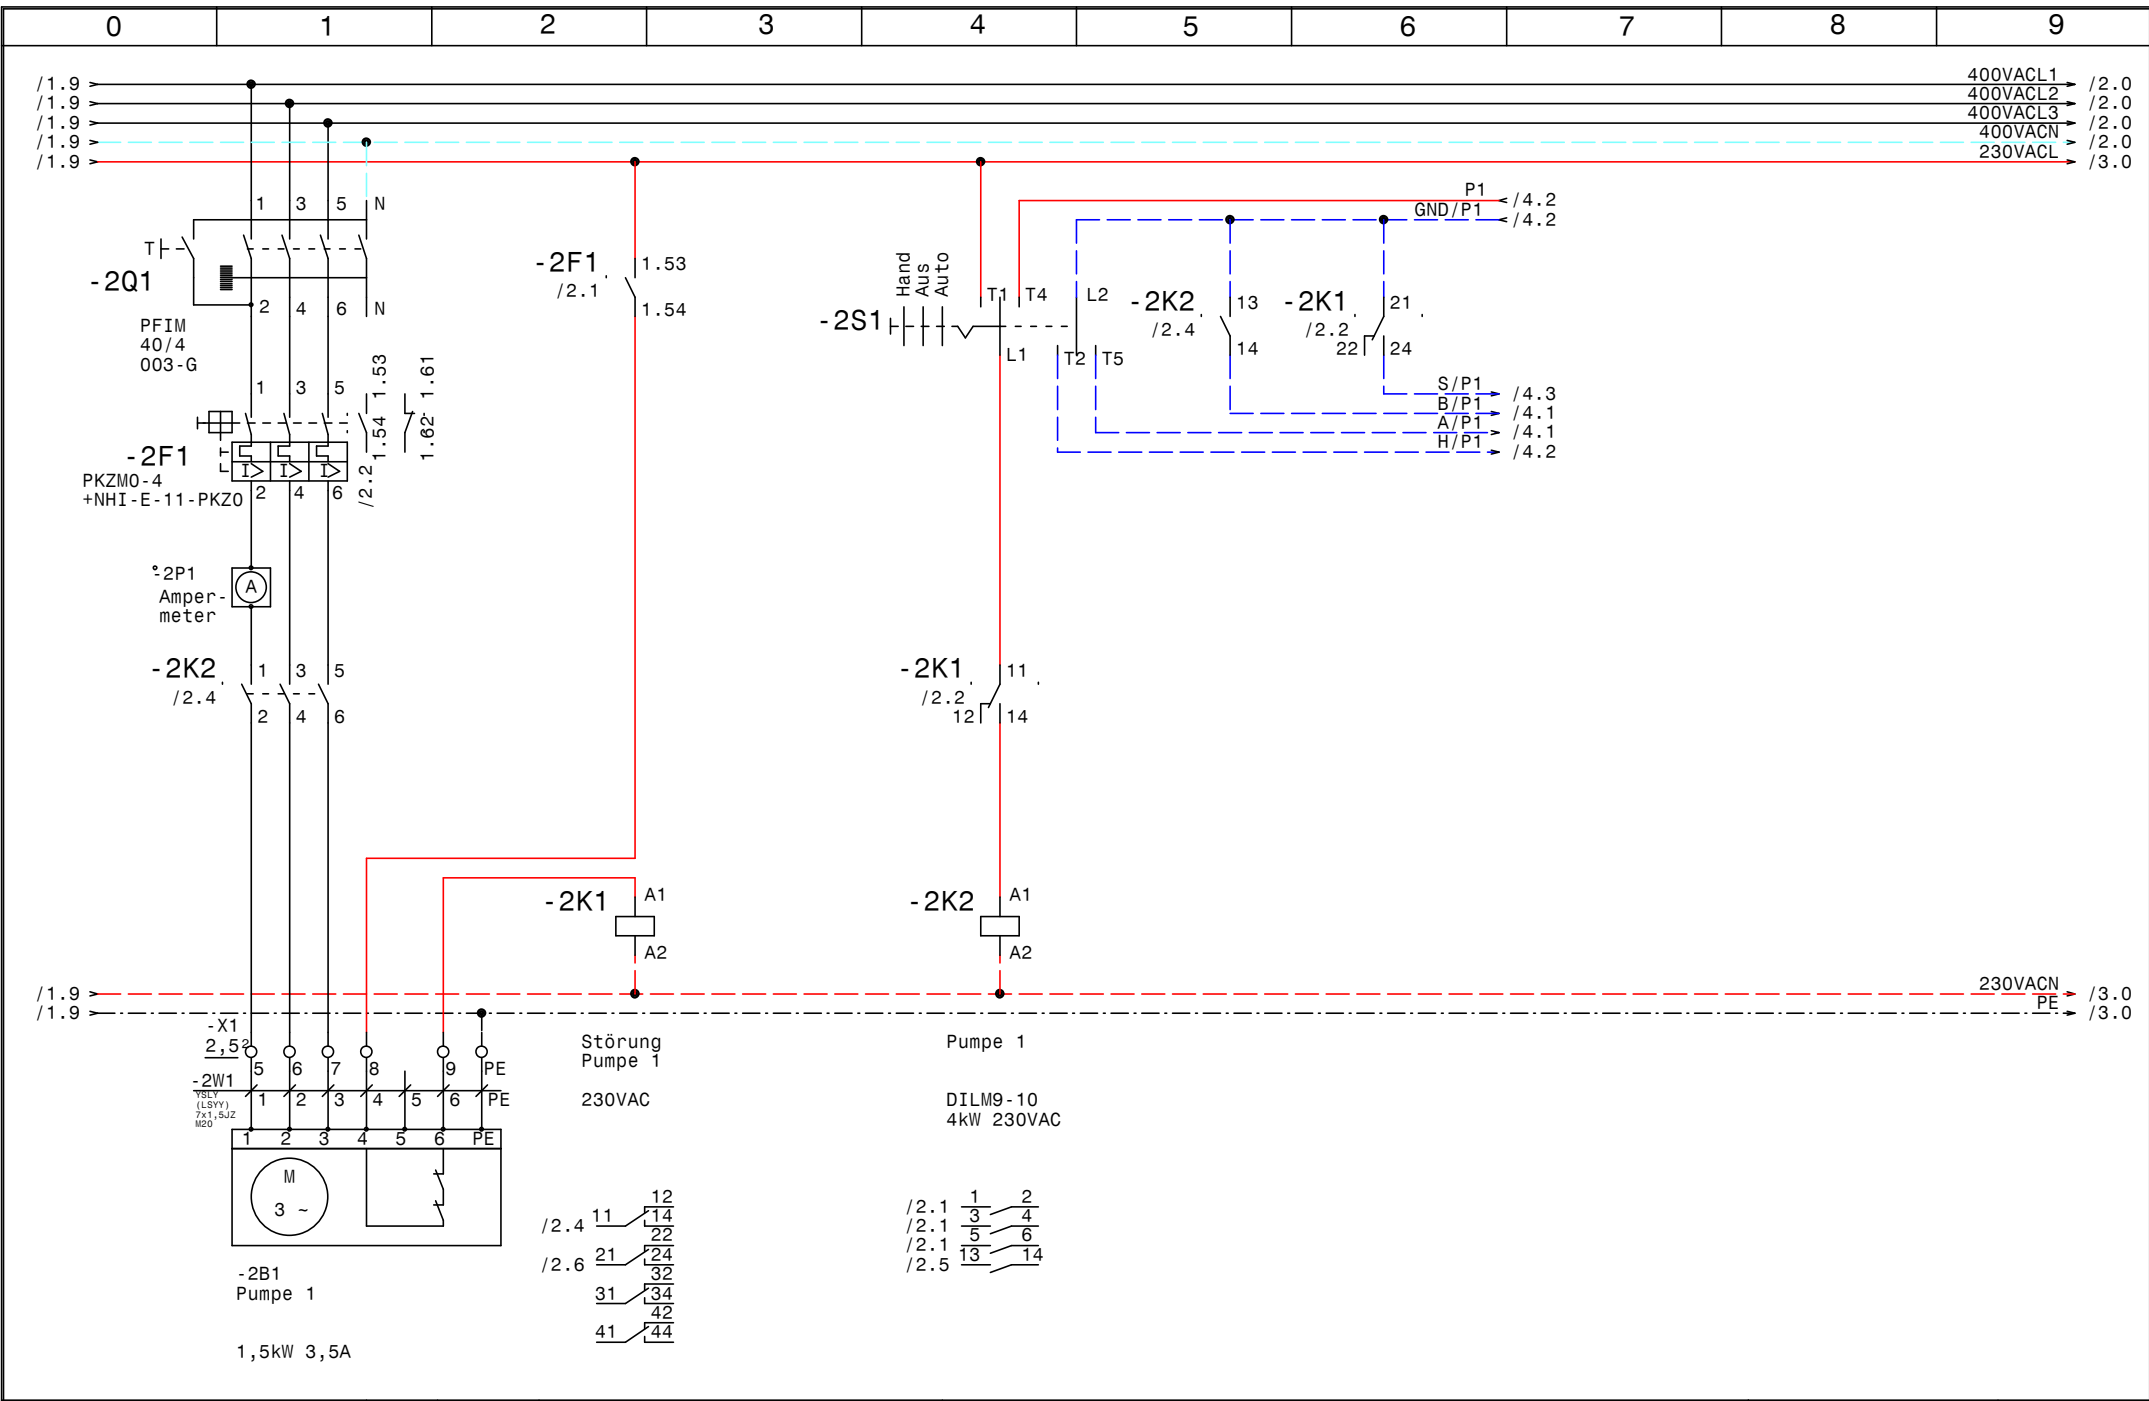 0 1 2 3 4 5 6 7 8 9
/1.9 400VACL1 /2.0
/1.9 400VACL2 /2.0
/1.9 400VACL3 /2.0
/1.9 400VACN /2.0
/1.9 230VACL /3.0
P1 /4.2
GND/P1 /4.2
1 3 5 N
T
-2Q1
2 4 6 N
PFIM
40/4
003-G
-2F1
/2.1
1.53
1.54
Hand
Aus
Auto
-2S1
T1 T4 L2
L1 T2 T5
-2K2
/2.4
13
14
-2K1
/2.2
21
22 24
S/P1 /4.3
B/P1 /4.1
A/P1 /4.1
H/P1 /4.2
1 3 5
1.53
1.54
1.61
1.62
/2.2
-2F1
I> I> I>
PKZM0-4
+NHI-E-11-PKZ0
2 4 6
-2P1
Amper-
meter
A
-2K2
/2.4
1 3 5
2 4 6
-2K1
/2.2
11
12 14
-2K1
A1
A2
-2K2
A1
A2
/1.9 230VACN /3.0
/1.9 PE /3.0
-X1
2,5²
5 6 7 8 9 PE
-2W1
YSLY
(LSYY)
7x1,5JZ
M20
1 2 3 4 5 6 PE
1 2 3 4 5 6 PE
M
3 ~
-2B1
Pumpe 1
1,5kW 3,5A
Störung
Pumpe 1
230VAC
Pumpe 1
DILM9-10
4kW 230VAC
12
/2.4 11 14
22
/2.6 21 24
32
31 34
42
41 44
/2.1 1 2
/2.1 3 4
/2.1 5 6
/2.5 13 14